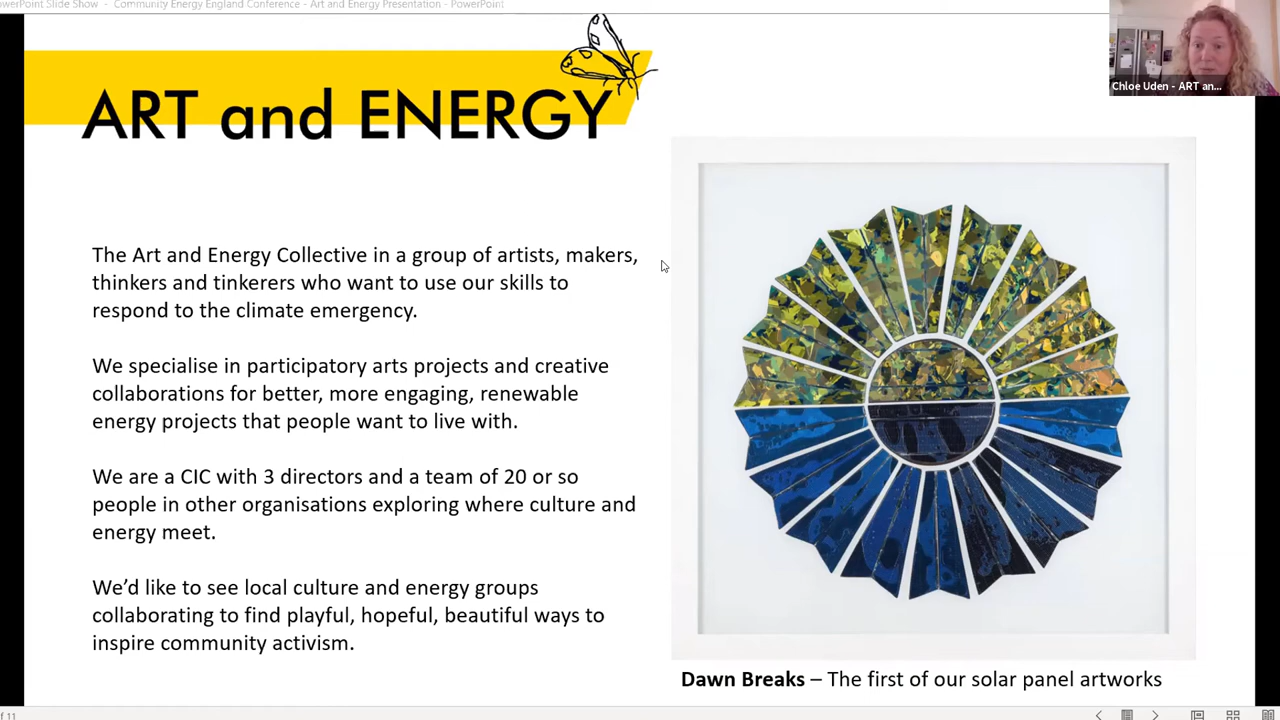 owerPoint Slide Show - Community Energy England Conference - Art and Energy Presentation - PowerPoint
Chloe Uden - ART an...
ART and ENERGY
The Art and Energy Collective in a group of artists, makers,
thinkers and tinkerers who want to use our skills to
respond to the climate emergency.
We specialise in participatory arts projects and creative
collaborations for better, more engaging, renewable
energy projects that people want to live with.
We are a CIC with 3 directors and a team of 20 or so
people in other organisations exploring where culture and
energy meet.
We'd like to see local culture and energy groups
collaborating to find playful, hopeful, beautiful ways to
inspire community activism.
Dawn Breaks – The first of our solar panel artworks
of 11